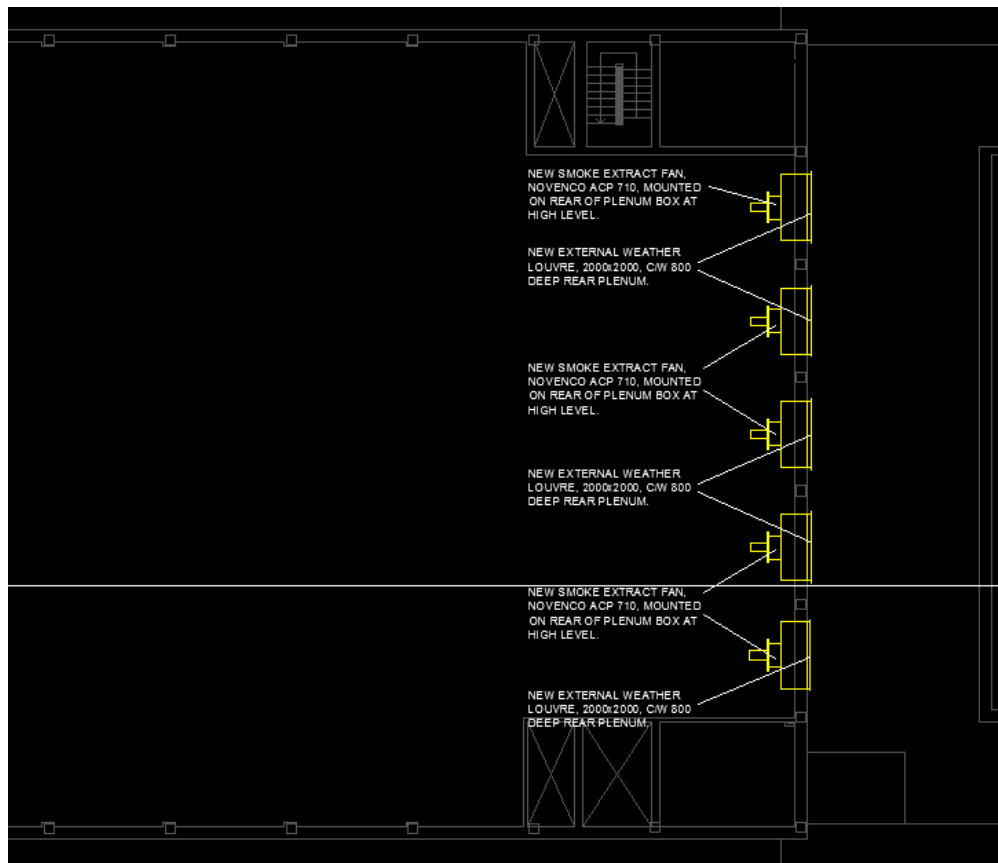 NEW SMOKE EXTRACT FAN,
NOVENCO ACP 710, MOUNTED
ON REAR OF PLENUM BOX AT
HIGH LEVEL.
NEW EXTERNAL WEATHER
LOUVRE, 2000x2000, C/W 800
DEEP REAR PLENUM.
NEW SMOKE EXTRACT FAN,
NOVENCO ACP 710, MOUNTED
ON REAR OF PLENUM BOX AT
HIGH LEVEL.
NEW EXTERNAL WEATHER
LOUVRE, 2000x2000, C/W 800
DEEP REAR PLENUM.
NEW SMOKE EXTRACT FAN,
NOVENCO ACP 710, MOUNTED
ON REAR OF PLENUM BOX AT
HIGH LEVEL.
NEW EXTERNAL WEATHER
LOUVRE, 2000x2000, C/W 800
DEEP REAR PLENUM.